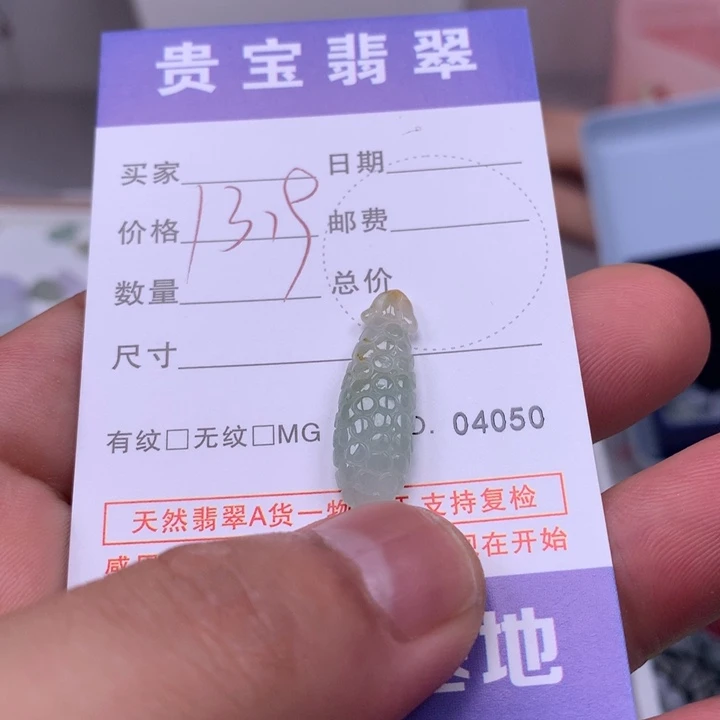 贵宝翡翠
买家 日期
价格 1319 邮费
数量 总价
尺寸
有纹□无纹□MG O. 04050
天然翡翠A货一物 支持复检
在开始
地